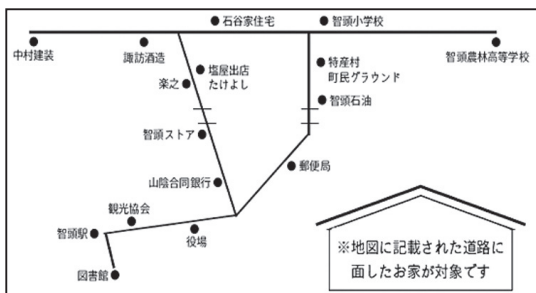 石谷家住宅
智頭小学校
中村建装
諏訪酒造
智頭農林高等学校
塩屋出店
たけよし
楽之
特産村
町民グラウンド
智頭石油
智頭ストア
郵便局
山陰合同銀行
観光協会
智頭駅
役場
図書館
※地図に記載された道路に
面したお家が対象です